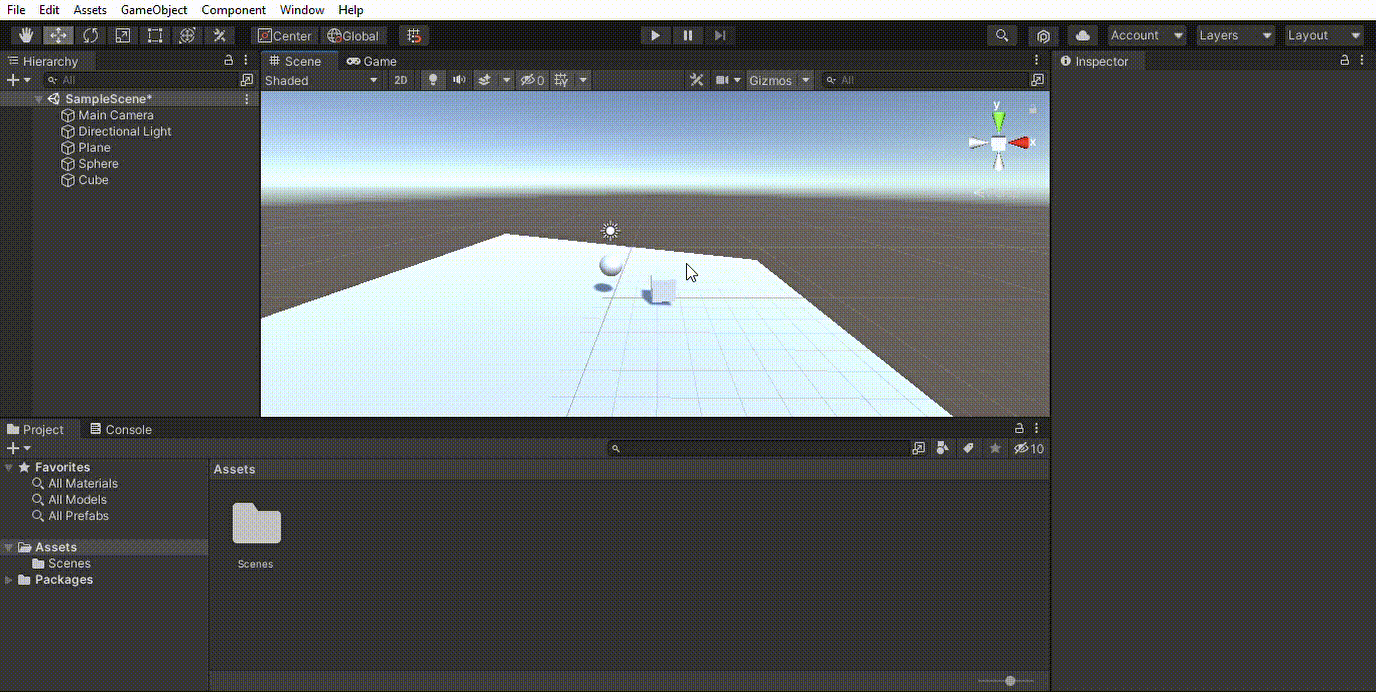 File Edit Assets GameObject Component Window Help
Center Global Account Layers Layout
Hierarchy
All
SampleScene*
Main Camera
Directional Light
Plane
Sphere
Cube
Scene Game
Shaded 2D 0 Gizmos All
y
x
Inspector
Project Console
10
Favorites
All Materials
All Models
All Prefabs
Assets
Scenes
Packages
Assets
Scenes